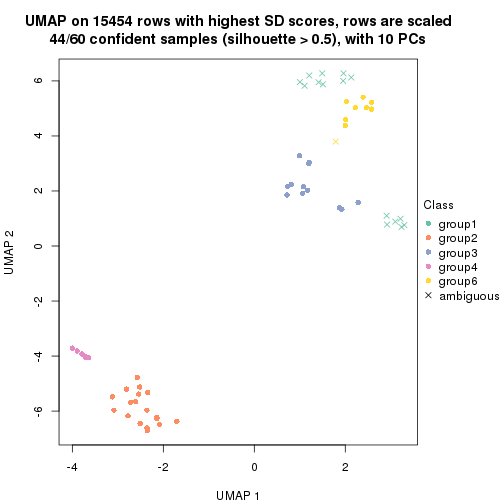 UMAP on 15454 rows with highest SD scores, rows are scaled
44/60 confident samples (silhouette > 0.5), with 10 PCs
6
4
2
0
-2
-4
-6
UMAP 2
-4
-2
0
2
UMAP 1
Class
group1
group2
group3
group4
group6
ambiguous